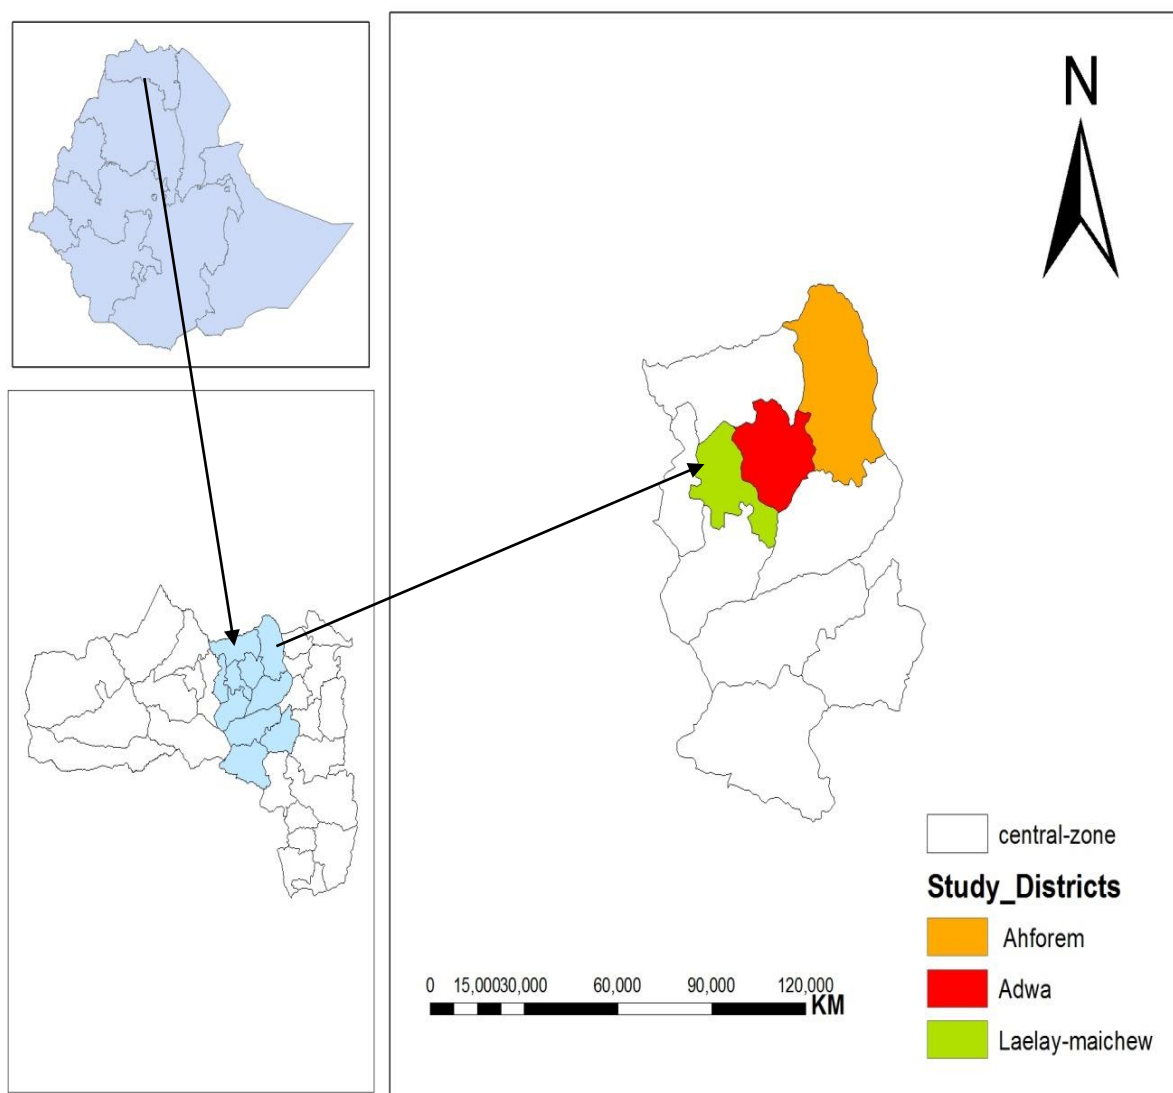 N
central-zone
Study_Districts
Ahforem
Adwa
Laelay-maichew
0 15,00030,000 60,000 90,000 120,000
KM